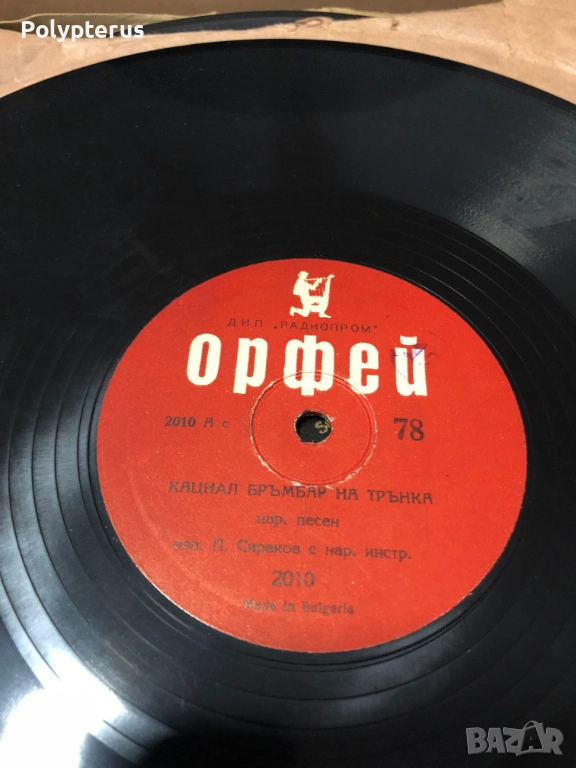 Polypterus
Д.И.П. „РАДИОПРОМ"
ОРФЕЙ
2010 А с
78
КАЦНАЛ БРЪМБАР НА ТРЪНКА
нар. песен
изп. П. Сираков с нар. инстр.
2010
Made in Bulgaria
BAZAR